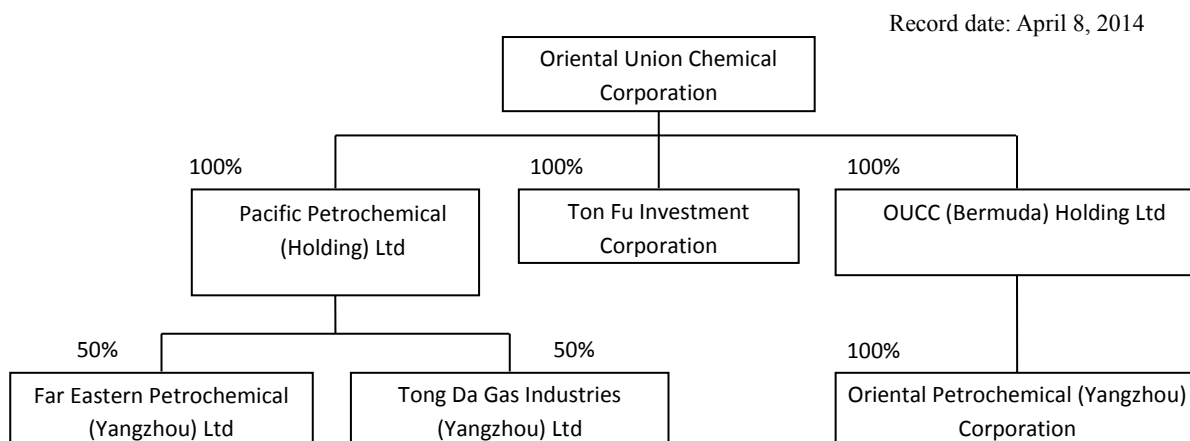 Record date: April 8, 2014
Oriental Union Chemical
Corporation
100%
100%
100%
Pacific Petrochemical
(Holding) Ltd
Ton Fu Investment
Corporation
OUCC (Bermuda) Holding Ltd
50%
50%
100%
Far Eastern Petrochemical
(Yangzhou) Ltd
Tong Da Gas Industries
(Yangzhou) Ltd
Oriental Petrochemical (Yangzhou)
Corporation